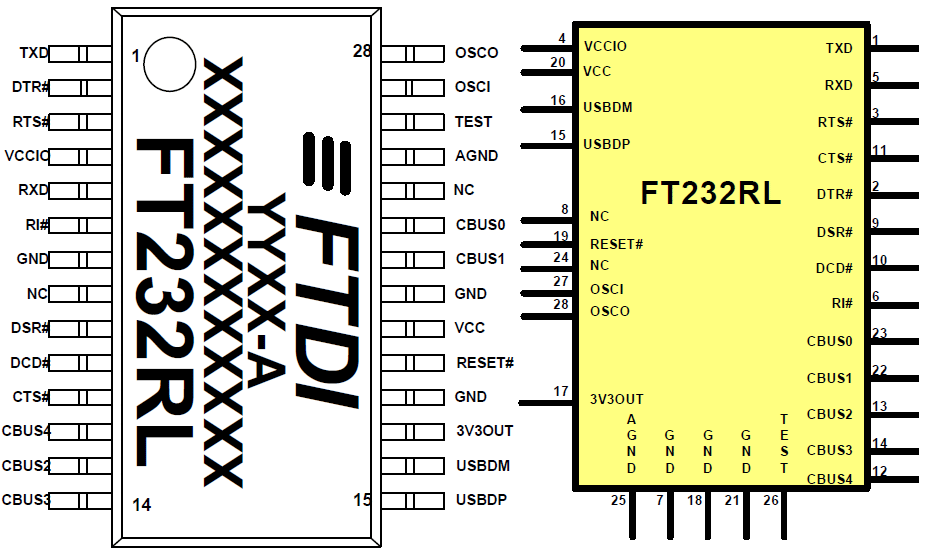 TXD
DTR#
RTS#
VCCIO
RXD
RI#
GND
NC
DSR#
DCD#
CTS#
CBUS4
CBUS2
CBUS3
1
14
28
15
FT232RL
XXXXXXXXXXXX
YYXX-A
FTDI
OSCO
OSCI
TEST
AGND
NC
CBUS0
CBUS1
GND
VCC
RESET#
GND
3V3OUT
USBDM
USBDP
4 VCCIO
20 VCC
16 USBDM
15 USBDP
8 NC
19 RESET#
24 NC
27 OSCI
28 OSCO
17 3V3OUT
FT232RL
TXD 1
RXD 5
RTS# 3
CTS# 11
DTR# 2
DSR# 9
DCD# 10
RI# 6
CBUS0 23
CBUS1 22
CBUS2 13
CBUS3 14
CBUS4 12
AGND
GND
GND
GND
TEST
25 7 18 21 26